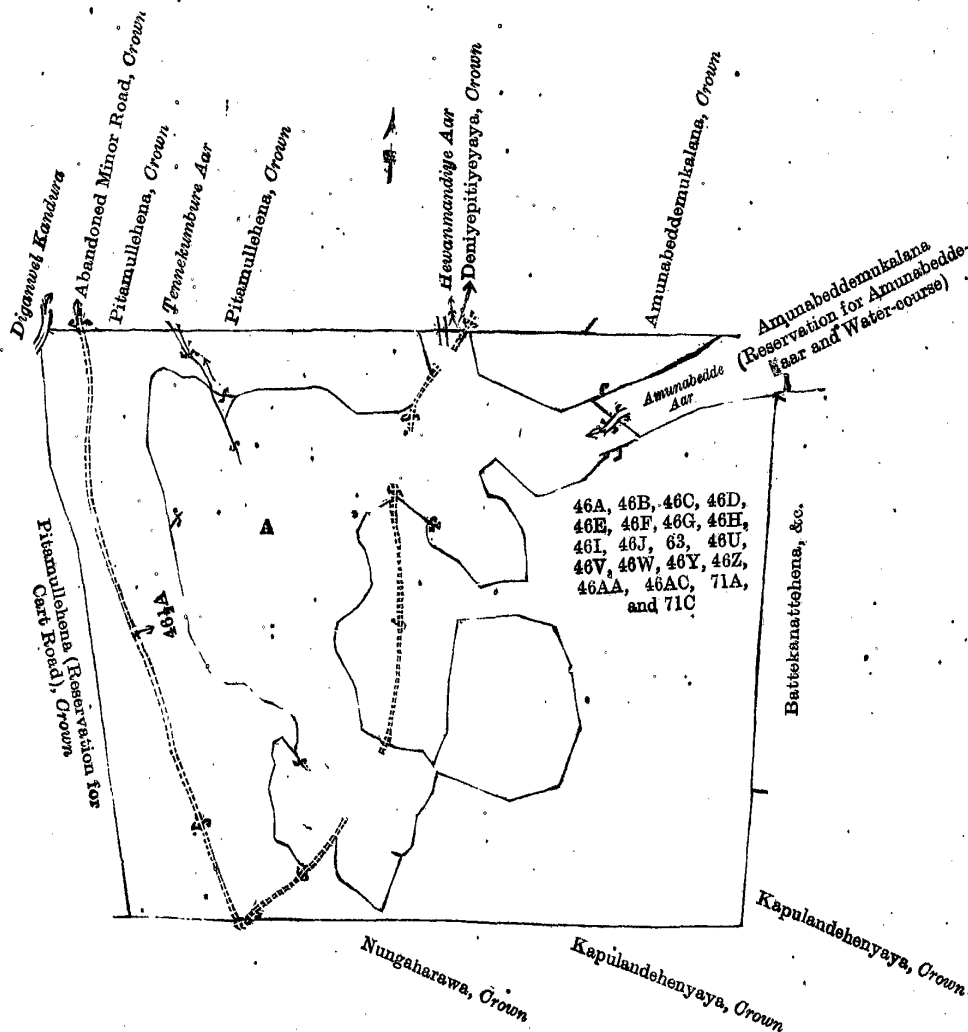 Diganwel Kandura
Abandoned Minor Road, Crown
Pitamullehena, Crown
Tennekumbure Aar
Pitamullehena, Crown
Hewanmandiye Aar
Deniyepitiyeyaya, Crown
Amunabeddemukalana, Crown
Amunabeddemukalana
(Reservation for Amunabedde-
aar and Water-course)
Amunabedde
Aar
A
461A
46A, 46B, 46C, 46D,
46E, 46F, 46G, 46H,
46I, 46J, 63, 46U,
46V, 46W, 46Y, 46Z,
46AA, 46AC, 71A,
and 71C
Battekanattehena, &c.
Pitamullehena (Reservation for
Cart Road), Crown
Nungaharawa, Crown
Kapulandehenyaya, Crown
Kapulandehenyaya, Crown